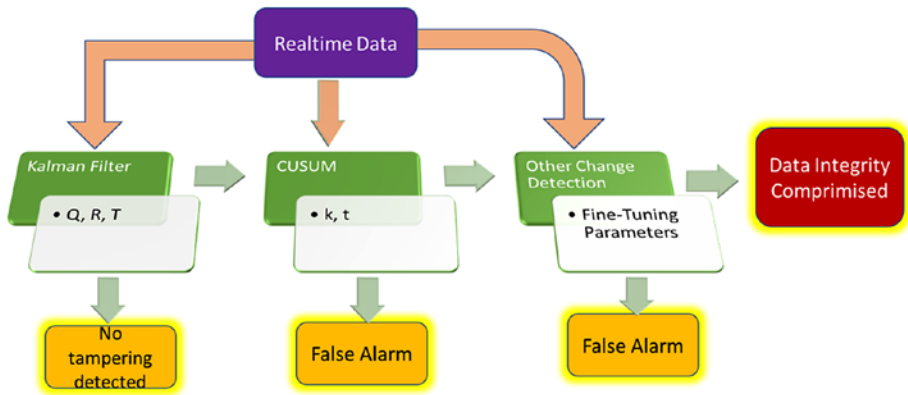 Realtime Data
Kalman Filter
• Q, R, T
CUSUM
• k, t
Other Change
Detection
• Fine-Tuning
Parameters
Data Integrity
Comprimised
No
tampering
detected
False Alarm
False Alarm